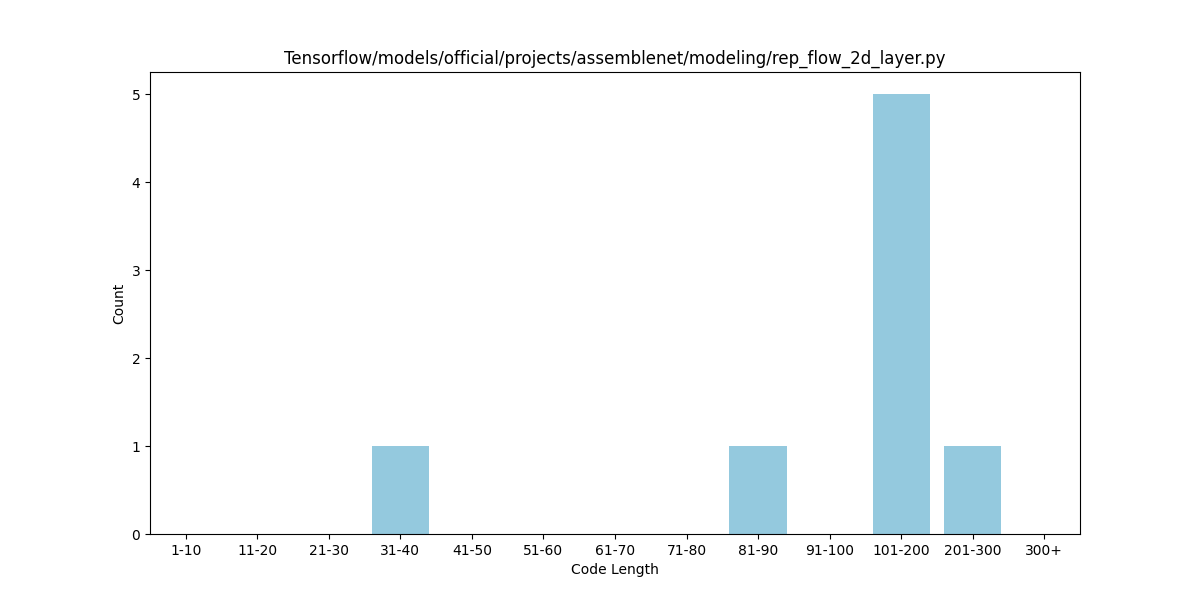 Tensorflow/models/official/projects/assemblenet/modeling/rep_flow_2d_layer.py
5
4
3
2
1
0
Count
1-10 11-20 21-30 31-40 41-50 51-60 61-70 71-80 81-90 91-100 101-200 201-300 300+
Code Length